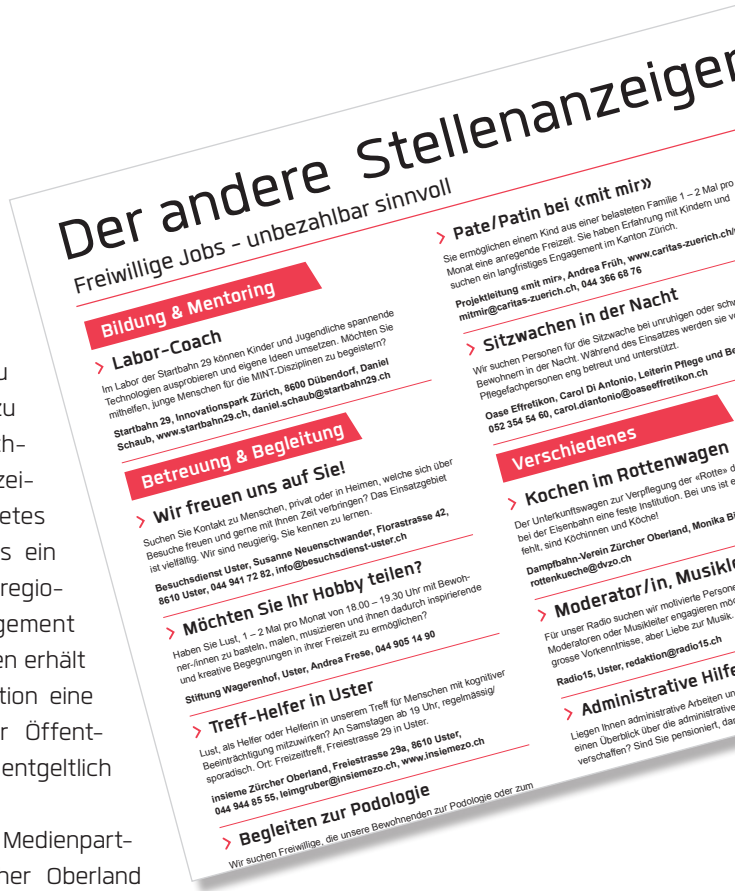 u
zu
ch-
zei-
etes
s ein
regio-
gement
en erhält
tion eine
r Öffent-
entgeltlich
Medienpart-
ner Oberland
Der andere Stellenanzeiger
Freiwillige Jobs – unbezahlbar sinnvoll
Bildung & Mentoring
> Labor-Coach
Im Labor der Startbahn 29 können Kinder und Jugendliche spannende
Technologien ausprobieren und eigene Ideen umsetzen. Möchten Sie
mithelfen, junge Menschen für die MINT-Disziplinen zu begeistern?
Startbahn 29, Innovationspark Zürich, 8600 Dübendorf, Daniel
Schaub, www.startbahn29.ch, daniel.schaub@startbahn29.ch
Betreuung & Begleitung
> Wir freuen uns auf Sie!
Suchen Sie Kontakt zu Menschen, privat oder in Heimen, welche sich über
Besuche freuen und gerne mit Ihnen Zeit verbringen? Das Einsatzgebiet
ist vielfältig. Wir sind neugierig, Sie kennen zu lernen.
Besuchsdienst Uster, Susanne Neuenschwander, Florastrasse 42,
8610 Uster, 044 941 72 82, info@besuchsdienst-uster.ch
> Möchten Sie Ihr Hobby teilen?
Haben Sie Lust, 1 – 2 Mal pro Monat von 18.00 – 19.30 Uhr mit Bewoh-
ner-/innen zu basteln, malen, musizieren und ihnen dadurch inspirierende
und kreative Begegnungen in ihrer Freizeit zu ermöglichen?
Stiftung Wagerenhof, Uster, Andrea Frese, 044 905 14 90
> Treff-Helfer in Uster
Lust, als Helfer oder Helferin in unserem Treff für Menschen mit kognitiver
Beeinträchtigung mitzuwirken? An Samstagen ab 19 Uhr, regelmässig/
sporadisch. Ort: Freizeittreff, Freiestrasse 29 in Uster.
insieme Zürcher Oberland, Freiestrasse 29a, 8610 Uster,
044 944 85 55, leimgruber@insiemezo.ch, www.insiemezo.ch
> Begleiten zur Podologie
Wir suchen Freiwillige, die unsere Bewohnenden zur Podologie oder zum
> Pate/Patin bei «mit mir»
Sie ermöglichen einem Kind aus einer belasteten Familie 1 – 2 Mal pro
Monat eine anregende Freizeit. Sie haben Erfahrung mit Kindern und
suchen ein langfristiges Engagement im Kanton Zürich.
Projektleitung «mit mir», Andrea Früh, www.caritas-zuerich.ch/
mitmir@caritas-zuerich.ch, 044 366 68 76
> Sitzwachen in der Nacht
Wir suchen Personen für die Sitzwache bei unruhigen oder schw
Bewohnern in der Nacht. Während des Einsatzes werden sie v
Pflegefachpersonen eng betreut und unterstützt.
Oase Effretikon, Carol Di Antonio, Leiterin Pflege und Be
052 354 54 60, carol.diantonio@oaseeffretikon.ch
Verschiedenes
> Kochen im Rottenwagen
Der Unterkunftswagen zur Verpflegung der «Rotte» d
bei der Eisenbahn eine feste Institution. Bei uns ist e
fehlt, sind Köchinnen und Köche!
Dampfbahn-Verein Zürcher Oberland, Monika Bi
rottenkueche@dvzo.ch
> Moderator/in, Musikle
Für unser Radio suchen wir motivierte Persone
Moderatoren oder Musikleiter engagieren möc
grosse Vorkenntnisse, aber Liebe zur Musik.
Radio15, Uster, redaktion@radio15.ch
> Administrative Hilfe
Liegen Ihnen administrative Arbeiten un
einen Überblick über die administrative
verschaffen? Sind Sie pensioniert, dan